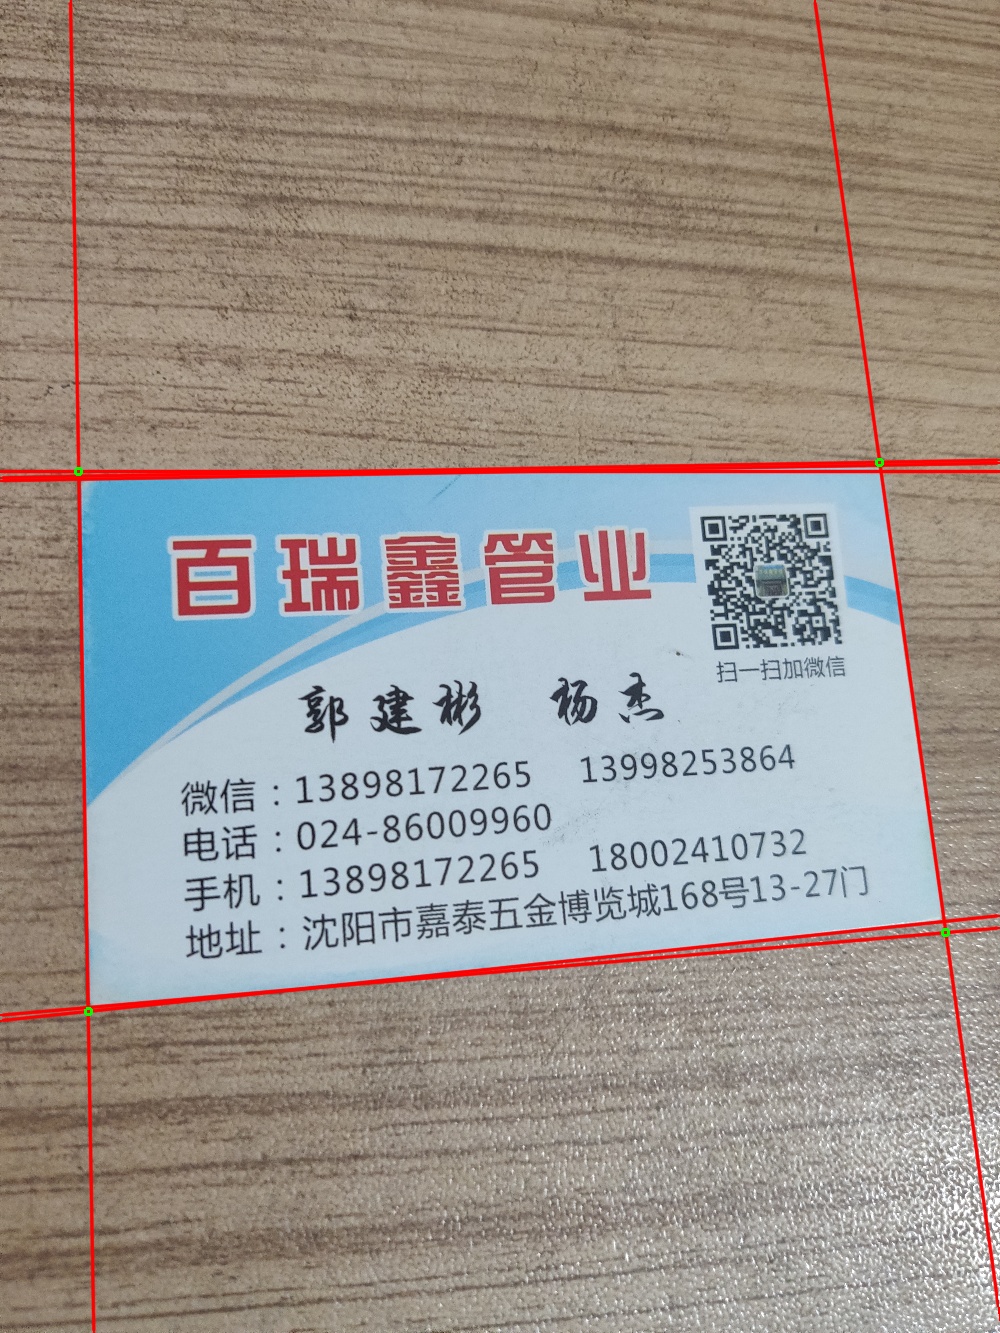 百瑞鑫管业
扫一扫加微信
郭建彬 杨杰
微信：13898172265 13998253864
电话：024-86009960
手机：13898172265 18002410732
地址：沈阳市嘉泰五金博览城168号13-27门